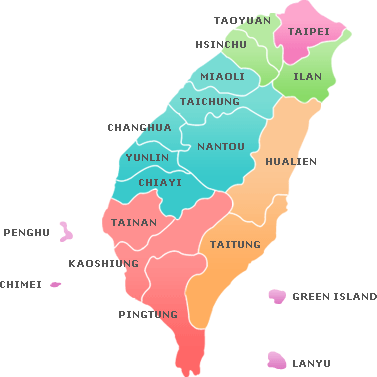 TAOYUAN
TAIPEI
HSINCHU
MIAOLI
ILAN
TAICHUNG
CHANGHUA
NANTOU
YUNLIN
HUALIEN
CHIAYI
TAINAN
PENGHU
TAITUNG
KAOSHIUNG
CHIMEI
GREEN ISLAND
PINGTUNG
LANYU